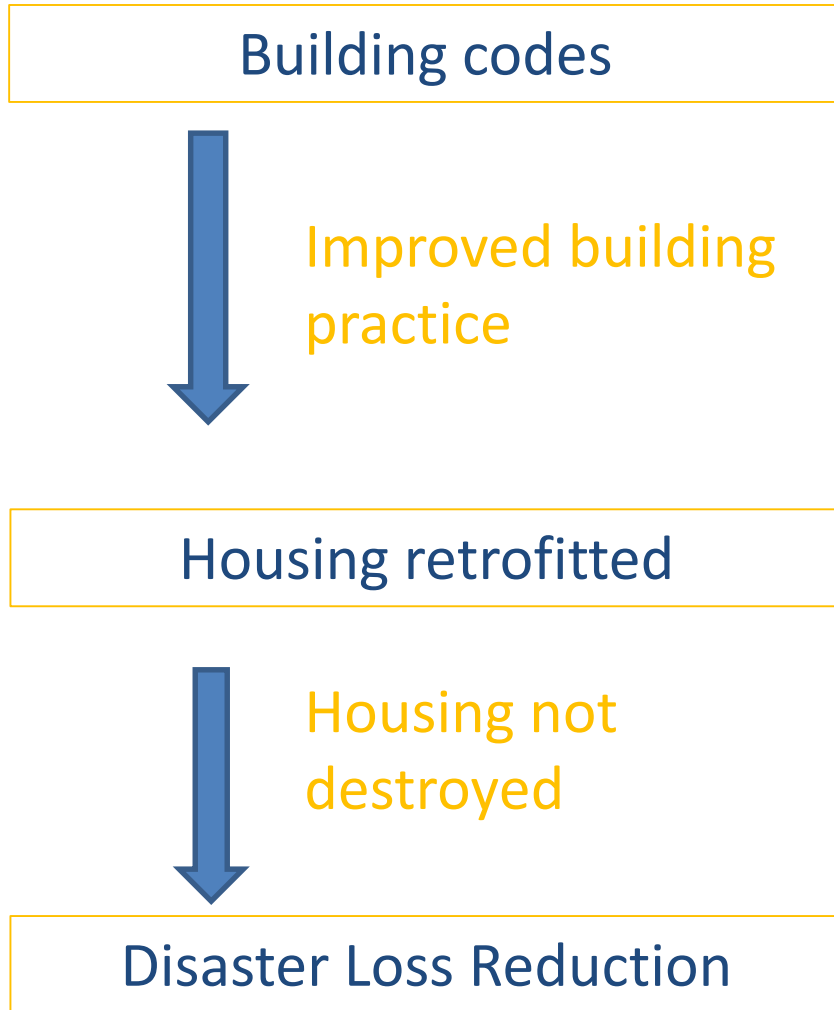 Building codes
Improved building
practice
Housing retrofitted
Housing not
destroyed
Disaster Loss Reduction